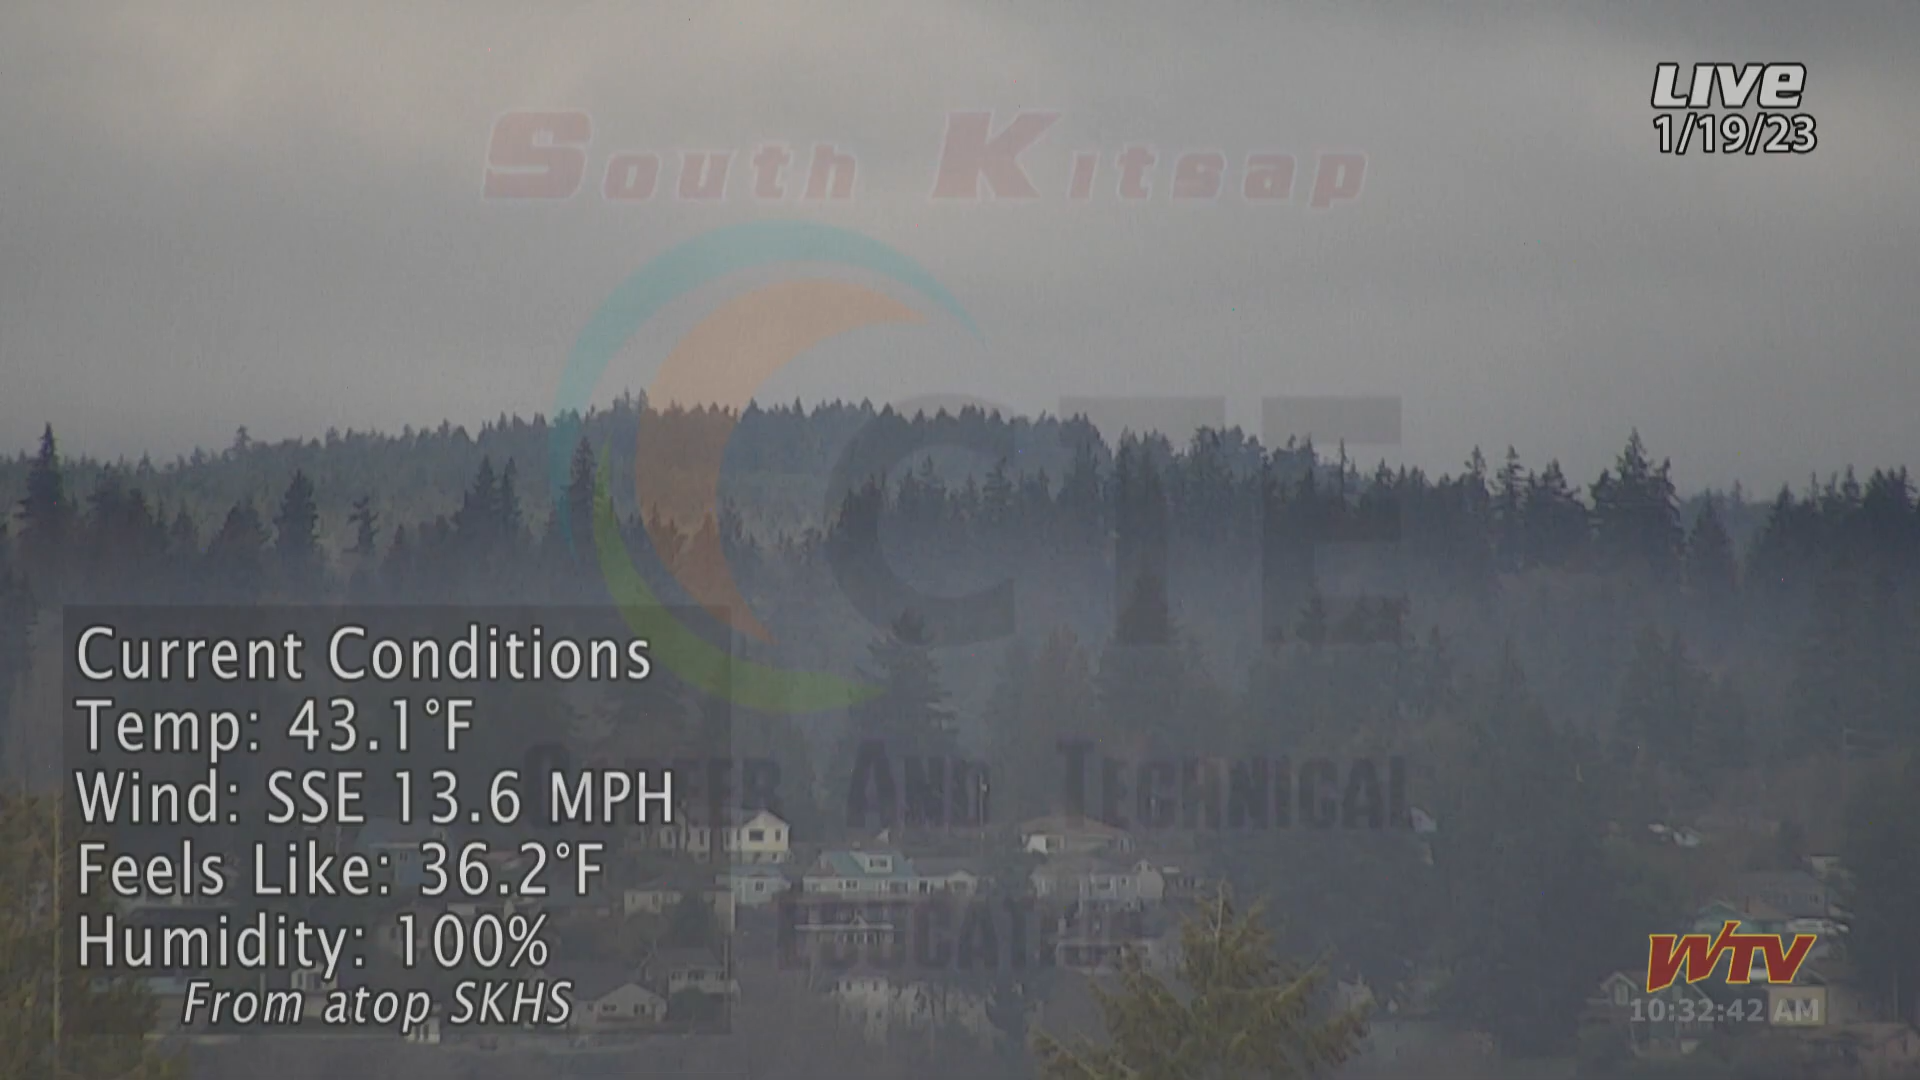 LIVE
1/19/23
South Kitsap
CTE
Career And Technical
Education
Current Conditions
Temp: 43.1°F
Wind: SSE 13.6 MPH
Feels Like: 36.2°F
Humidity: 100%
From atop SKHS
WTV
10:32:42 AM